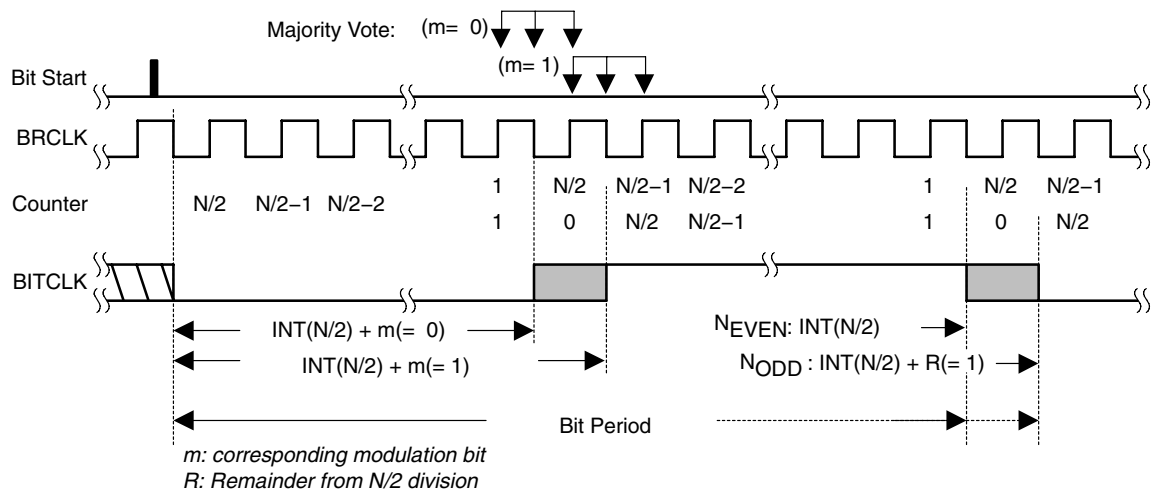 Majority Vote: (m= 0)
(m= 1)
Bit Start
BRCLK
Counter
N/2 N/2−1 N/2−2 1 N/2 N/2−1 N/2−2 1 N/2 N/2−1
1 0 N/2 N/2−1 1 0 N/2
BITCLK
INT(N/2) + m(= 0) NEVEN: INT(N/2)
INT(N/2) + m(= 1) NODD : INT(N/2) + R(= 1)
Bit Period
m: corresponding modulation bit
R: Remainder from N/2 division